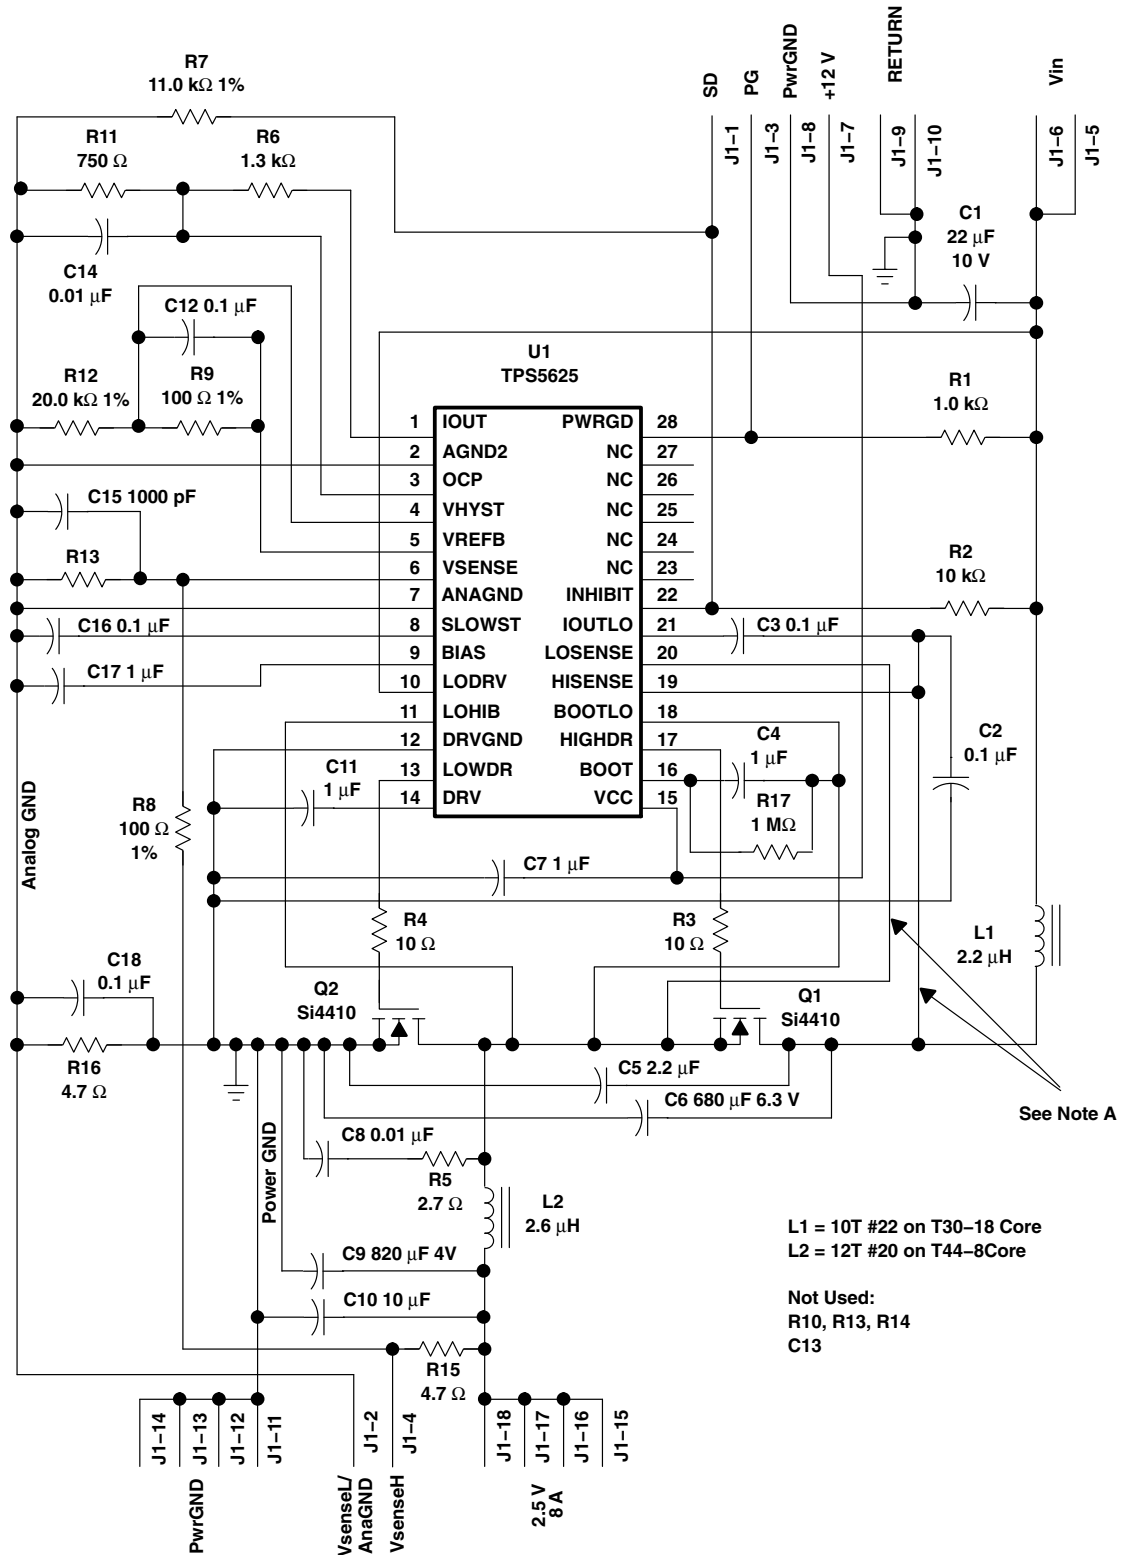 R7
11.0 kΩ 1%
R11
750 Ω
R6
1.3 kΩ
C14
0.01 μF
C12 0.1 μF
R12
20.0 kΩ 1%
R9
100 Ω 1%
SD
PG
PwrGND
+12 V
RETURN
Vin
J1−1
J1−3
J1−8
J1−7
J1−9
J1−10
J1−6
J1−5
C1
22 μF
10 V
U1
TPS5625
R1
1.0 kΩ
1 IOUT PWRGD 28
2 AGND2 NC 27
3 OCP NC 26
4 VHYST NC 25
5 VREFB NC 24
6 VSENSE NC 23
7 ANAGND INHIBIT 22
8 SLOWST IOUTLO 21
9 BIAS LOSENSE 20
10 LODRV HISENSE 19
11 LOHIB BOOTLO 18
12 DRVGND HIGHDR 17
13 LOWDR BOOT 16
14 DRV VCC 15
C15 1000 pF
R13
C16 0.1 μF
C17 1 μF
R2
10 kΩ
C3 0.1 μF
C2
0.1 μF
C4
1 μF
R17
1 MΩ
C11
1 μF
Analog GND
R8
100 Ω
1%
C7 1 μF
R4
10 Ω
R3
10 Ω
L1
2.2 μH
C18
0.1 μF
Q2
Si4410
Q1
Si4410
R16
4.7 Ω
C5 2.2 μF
C6 680 μF 6.3 V
See Note A
C8 0.01 μF
R5
2.7 Ω
Power GND
L2
2.6 μH
L1 = 10T #22 on T30−18 Core
L2 = 12T #20 on T44−8Core
C9 820 μF 4V
C10 10 μF
Not Used:
R10, R13, R14
C13
R15
4.7 Ω
J1−14
J1−13
J1−12
J1−11
J1−2
J1−4
J1−18
J1−17
J1−16
J1−15
PwrGND
VsenseL/
AnaGND
VsenseH
2.5 V
8 A